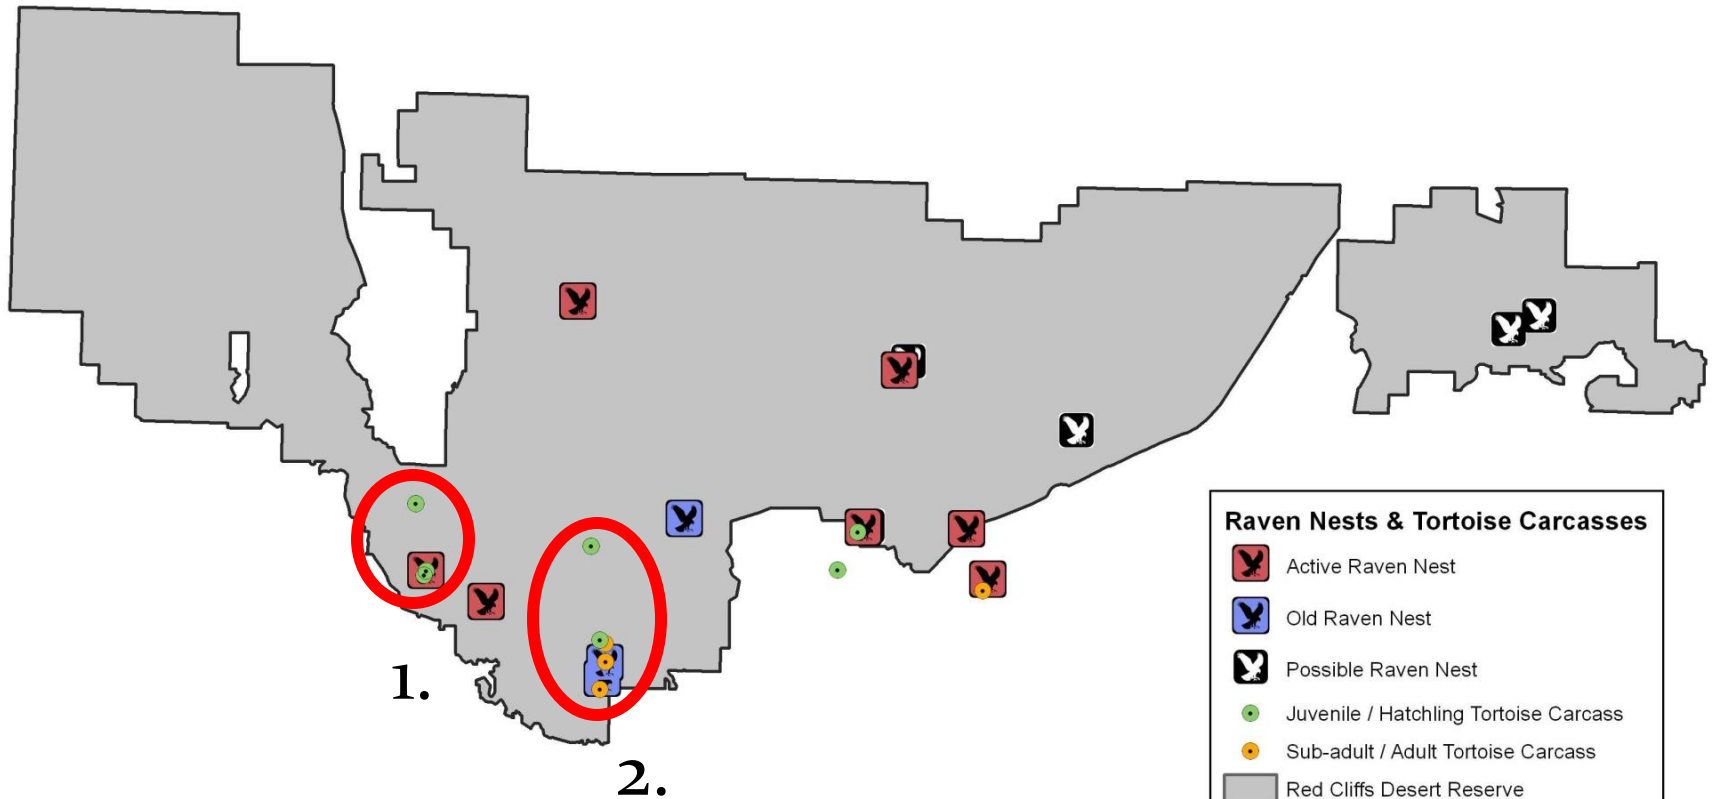 Raven Nests & Tortoise Carcasses
Active Raven Nest
Old Raven Nest
Possible Raven Nest
Juvenile / Hatchling Tortoise Carcass
Sub-adult / Adult Tortoise Carcass
Red Cliffs Desert Reserve
1.
2.